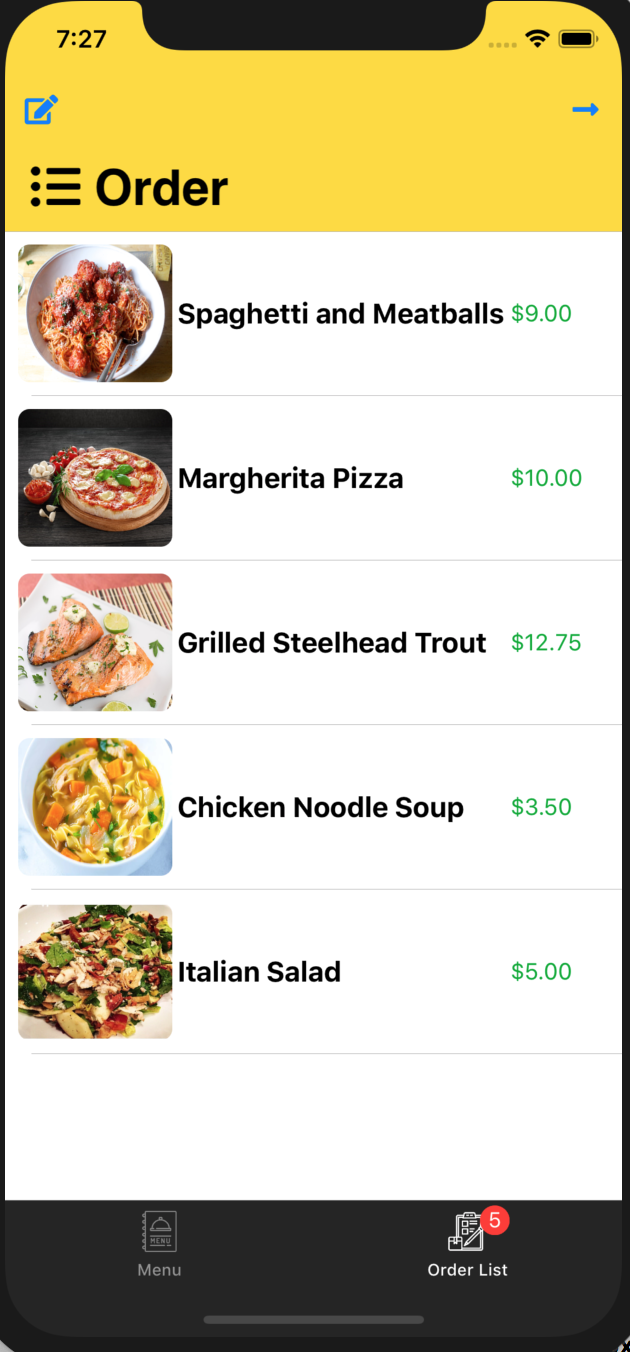 7:27
Order
Spaghetti and Meatballs $9.00
Margherita Pizza $10.00
Grilled Steelhead Trout $12.75
Chicken Noodle Soup $3.50
Italian Salad $5.00
MENU
5
Menu Order List